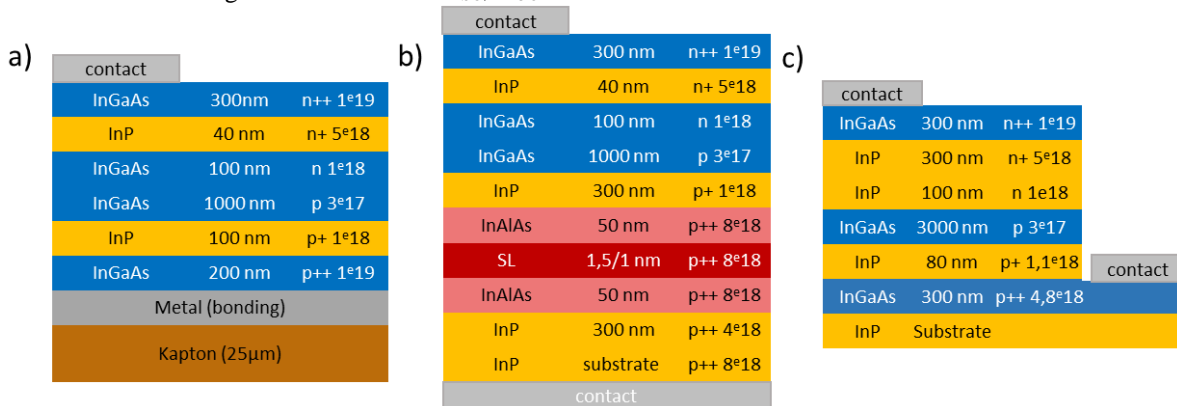 a)
contact
InGaAs 300nm n++ 1e19
InP 40 nm n+ 5e18
InGaAs 100 nm n 1e18
InGaAs 1000 nm p 3e17
InP 100 nm p+ 1e18
InGaAs 200 nm p++ 1e19
Metal (bonding)
Kapton (25μm)
b)
contact
InGaAs 300 nm n++ 1e19
InP 40 nm n+ 5e18
InGaAs 100 nm n 1e18
InGaAs 1000 nm p 3e17
InP 300 nm p+ 1e18
InAlAs 50 nm p++ 8e18
SL 1,5/1 nm p++ 8e18
InAlAs 50 nm p++ 8e18
InP 300 nm p++ 4e18
InP substrate p++ 8e18
contact
c)
contact
InGaAs 300 nm n++ 1e19
InP 300 nm n+ 5e18
InP 100 nm n 1e18
InGaAs 3000 nm p 3e17
InP 80 nm p+ 1,1e18
contact
InGaAs 300 nm p++ 4,8e18
InP Substrate